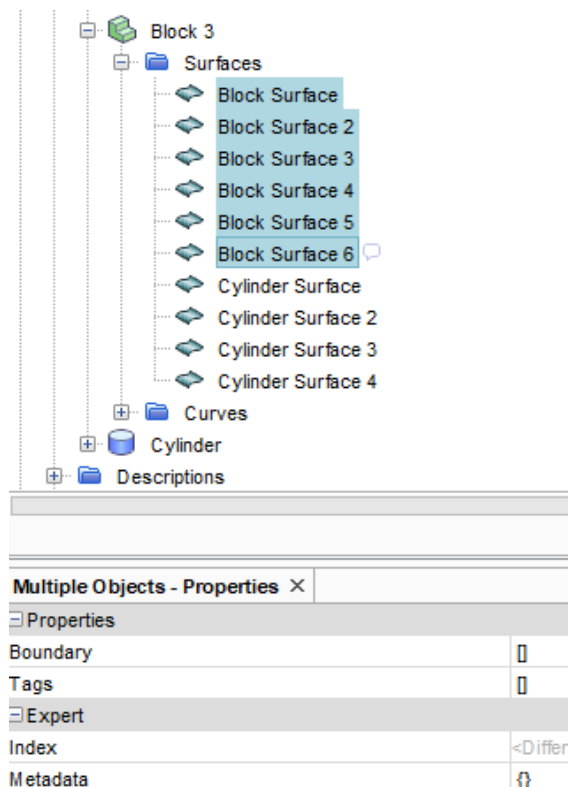 Block 3
Surfaces
Block Surface
Block Surface 2
Block Surface 3
Block Surface 4
Block Surface 5
Block Surface 6
Cylinder Surface
Cylinder Surface 2
Cylinder Surface 3
Cylinder Surface 4
Curves
Cylinder
Descriptions
Multiple Objects - Properties ×
Properties
Boundary []
Tags []
Expert
Index <Differ
Metadata {}